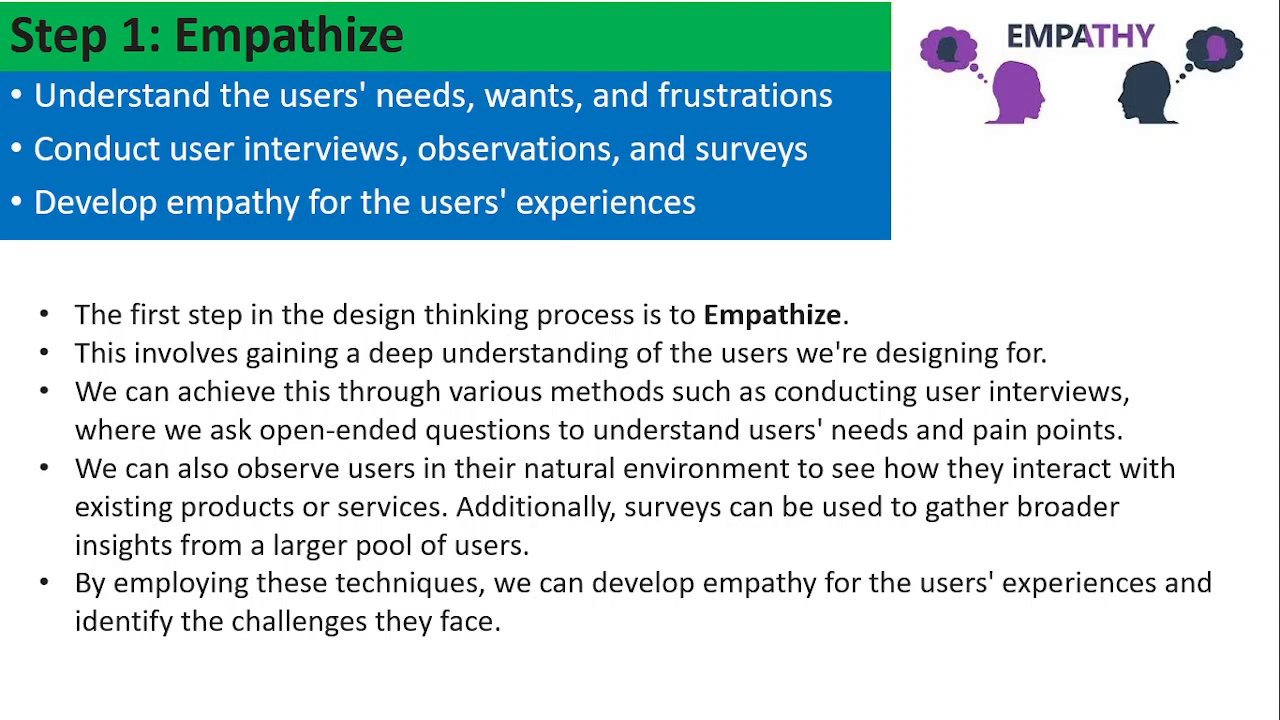 Step 1: Empathize
EMPATHY
• Understand the users' needs, wants, and frustrations
• Conduct user interviews, observations, and surveys
• Develop empathy for the users' experiences
• The first step in the design thinking process is to Empathize.
• This involves gaining a deep understanding of the users we're designing for.
• We can achieve this through various methods such as conducting user interviews,
where we ask open-ended questions to understand users' needs and pain points.
• We can also observe users in their natural environment to see how they interact with
existing products or services. Additionally, surveys can be used to gather broader
insights from a larger pool of users.
• By employing these techniques, we can develop empathy for the users' experiences and
identify the challenges they face.